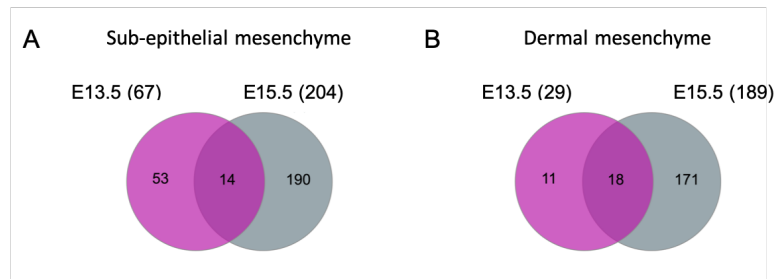 A
Sub-epithelial mesenchyme
E13.5 (67)
E15.5 (204)
53
14
190
B
Dermal mesenchyme
E13.5 (29)
E15.5 (189)
11
18
171